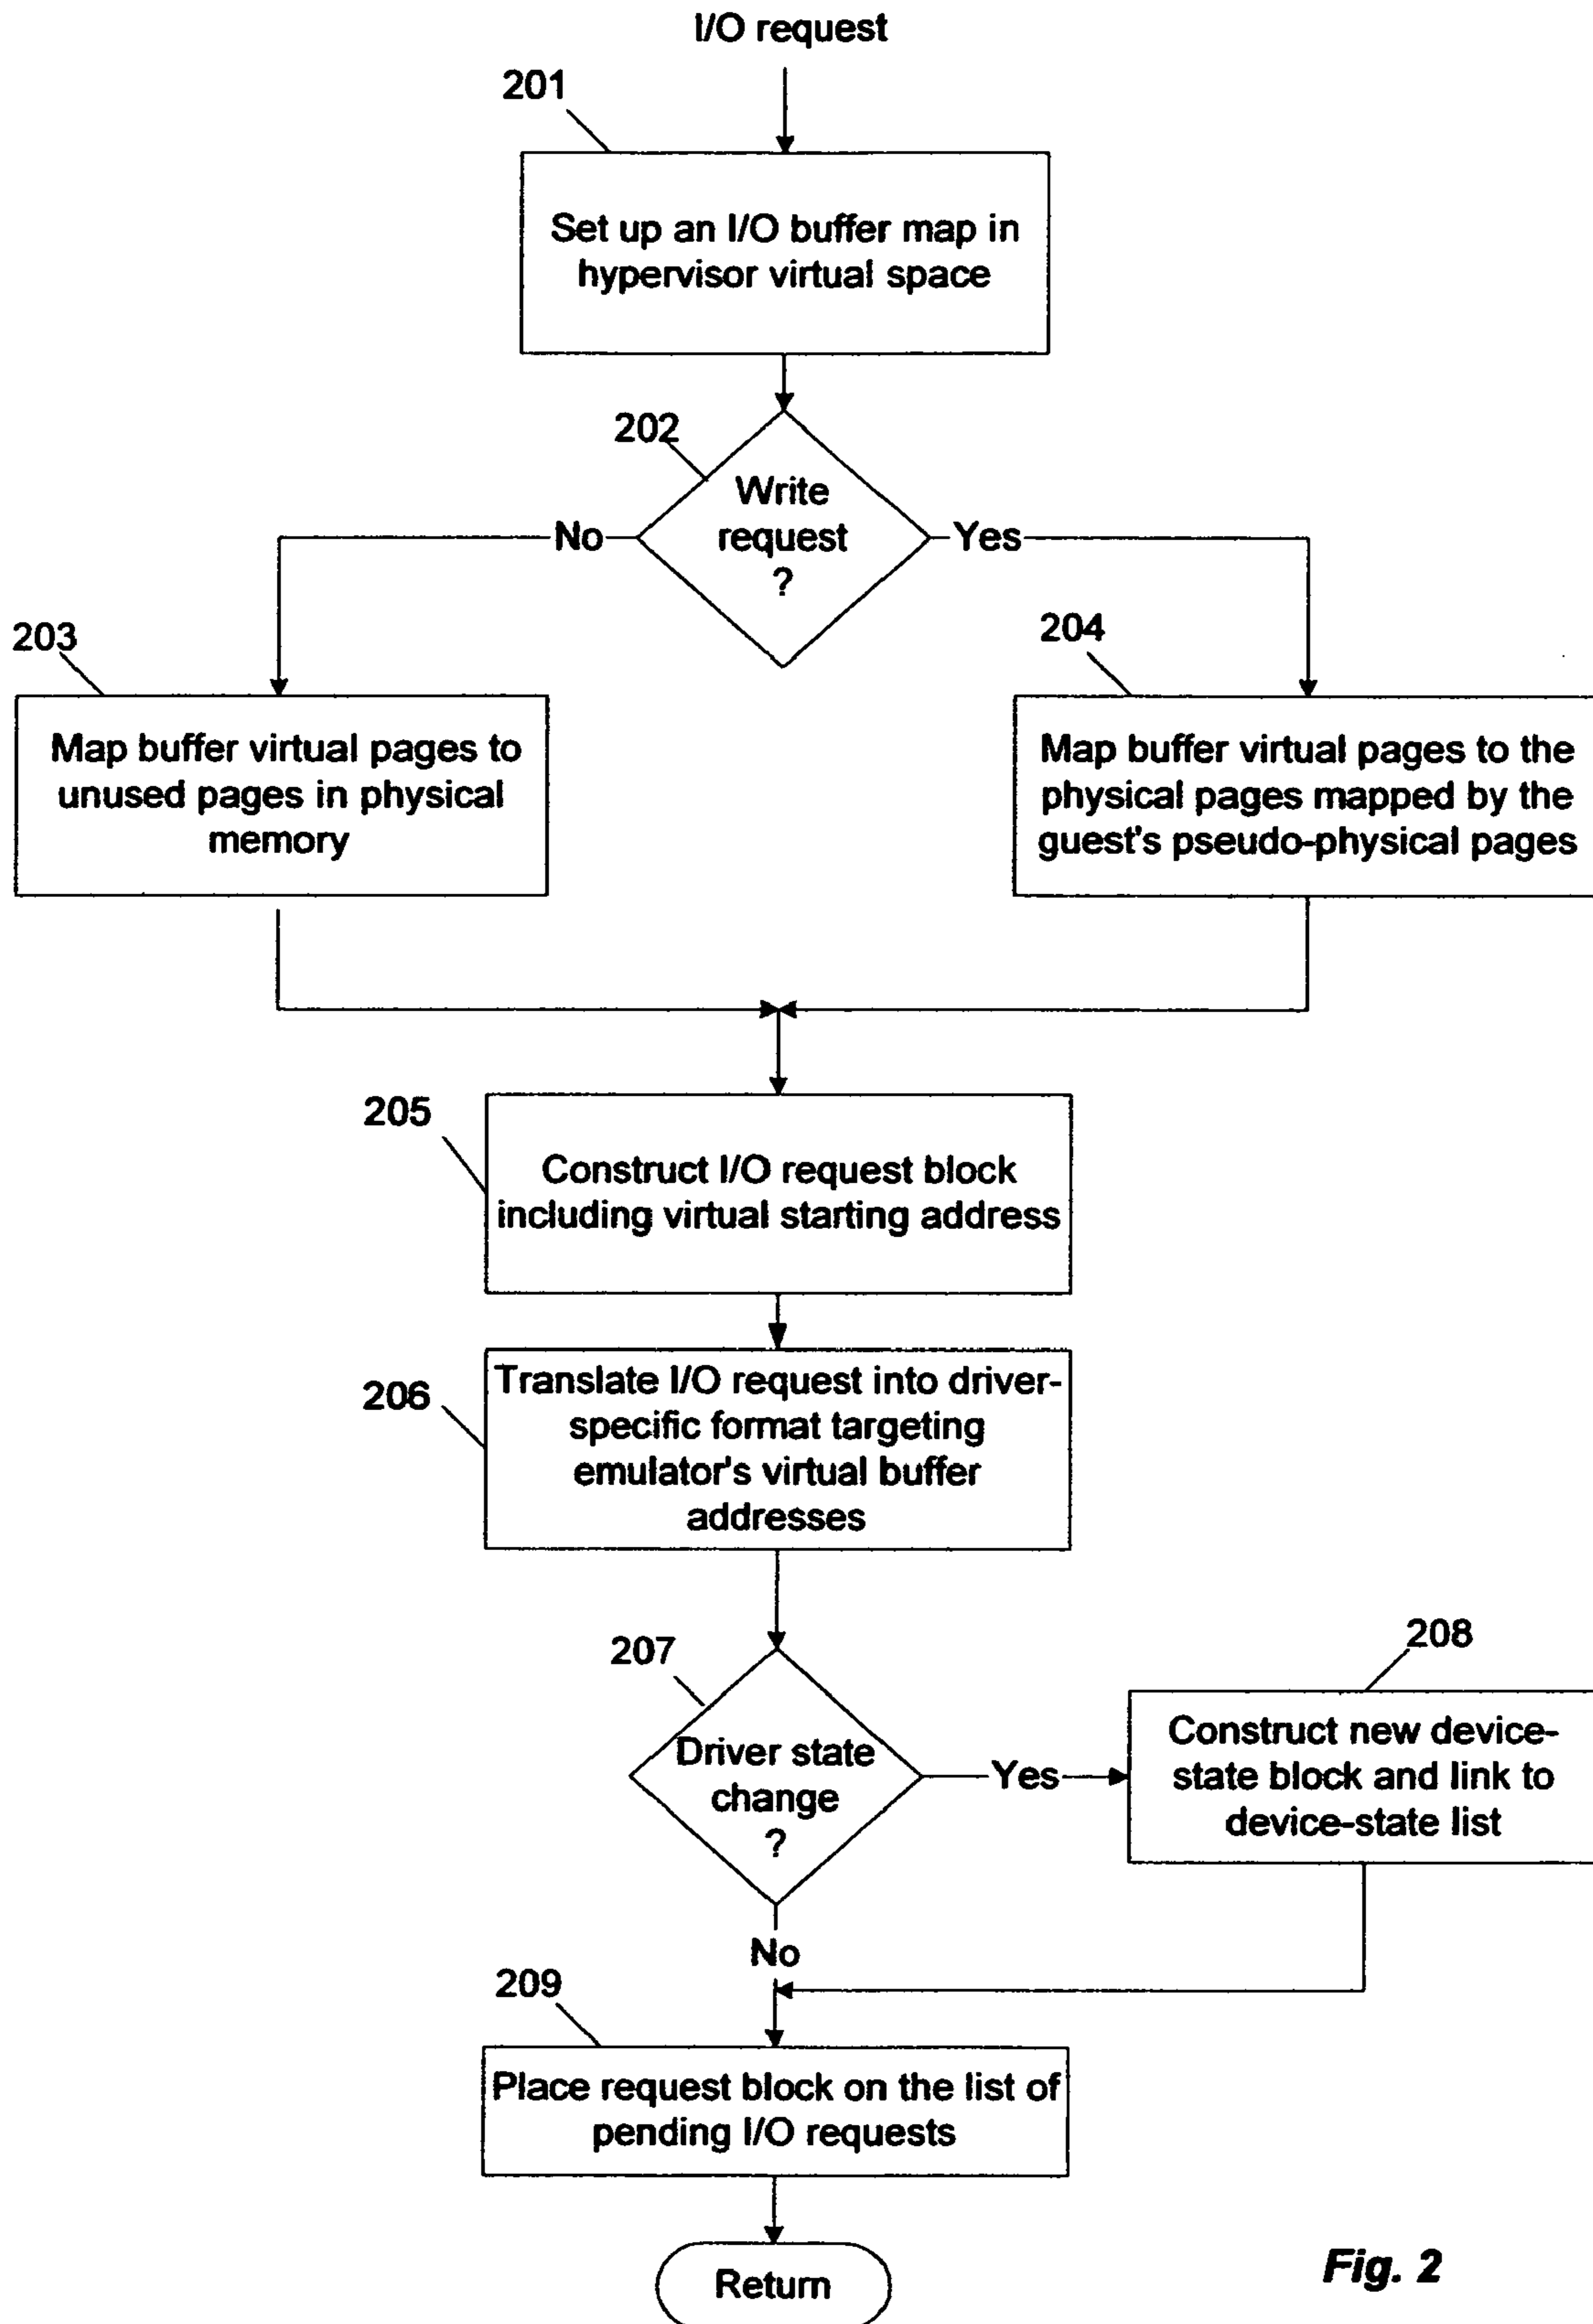 I/O request
201
Set up an I/O buffer map in
hypervisor virtual space
202
Write
request
?
No
Yes
203
204
Map buffer virtual pages to
unused pages in physical
memory
Map buffer virtual pages to the
physical pages mapped by the
guest's pseudo-physical pages
205
Construct I/O request block
including virtual starting address
206
Translate I/O request into driver-
specific format targeting
emulator's virtual buffer
addresses
207
Driver state
change
?
Yes
208
Construct new device-
state block and link to
device-state list
No
209
Place request block on the list of
pending I/O requests
Return
Fig. 2